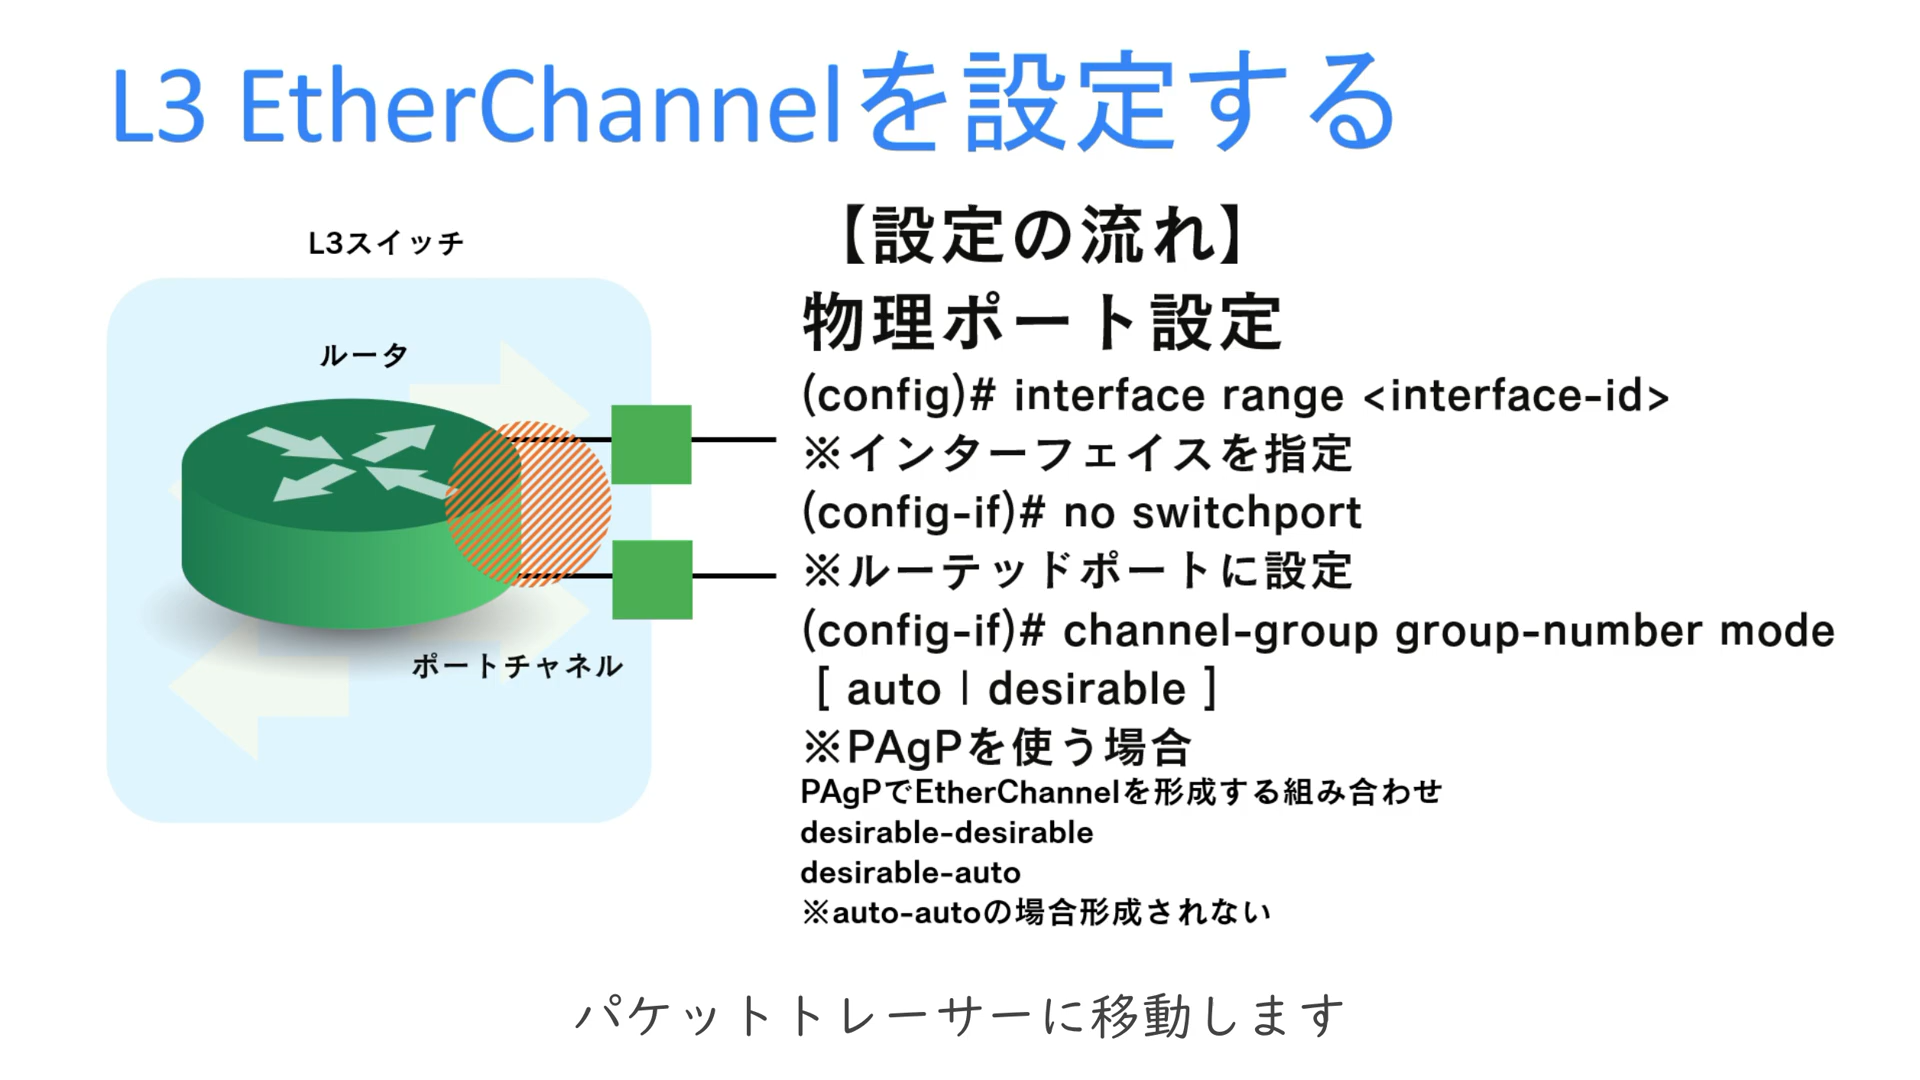 L3 EtherChannelを設定する
L3スイッチ
ルータ
ポートチャネル
【設定の流れ】
物理ポート設定
(config)# interface range <interface-id>
※インターフェイスを指定
(config-if)# no switchport
※ルーテッドポートに設定
(config-if)# channel-group group-number mode
[ auto | desirable ]
※PAgPを使う場合
PAgPでEtherChannelを形成する組み合わせ
desirable-desirable
desirable-auto
※auto-autoの場合形成されない
パケットトレーサーに移動します